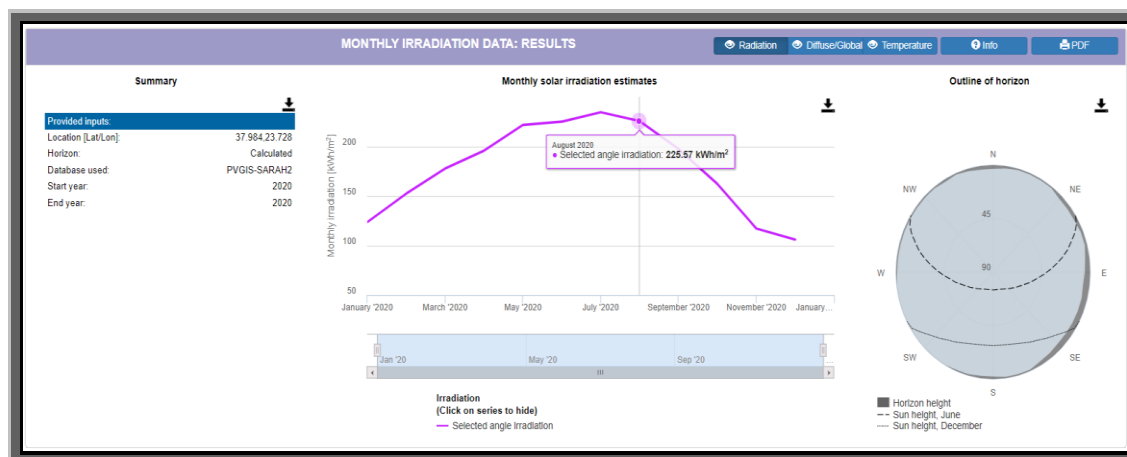 MONTHLY IRRADIATION DATA: RESULTS
Radiation Diffuse/Global Temperature Info PDF
Summary
Provided inputs:
Location [Lat/Lon]: 37.984,23.728
Horizon: Calculated
Database used: PVGIS-SARAH2
Start year: 2020
End year: 2020
Monthly solar irradiation estimates
Monthly irradiation [kWh/m²]
200
150
100
50
August 2020
Selected angle irradiation: 225.57 kWh/m²
January '2020 March '2020 May '2020 July '2020 September '2020 November '2020 January...
Jan '20 May '20 Sep '20
Irradiation
(Click on series to hide)
Selected angle irradiation
Outline of horizon
N
NW NE
45
W 90 E
SW SE
S
Horizon height
Sun height, June
Sun height, December